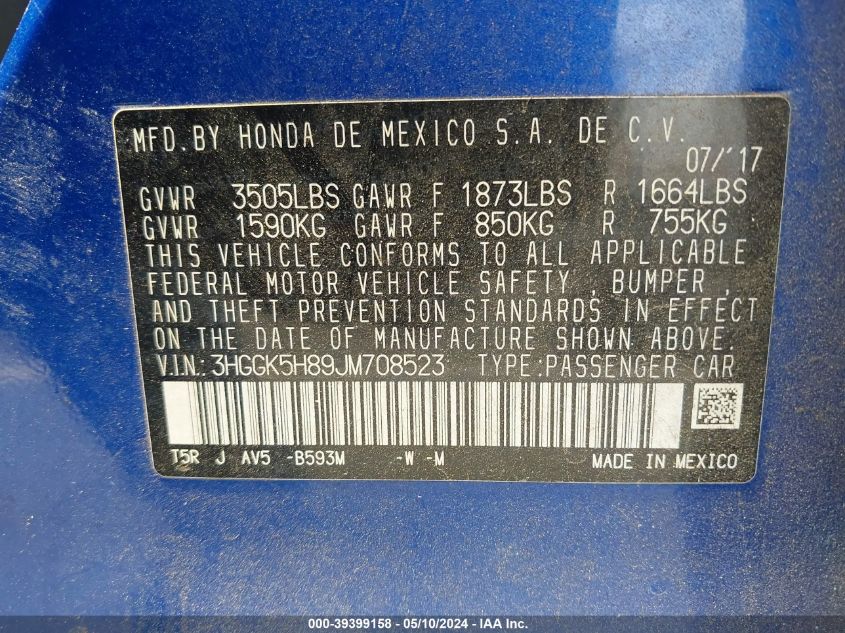 MFD.BY HONDA DE MEXICO S.A. DE C.V.
07/'17
GVWR 3505LBS GAWR F 1873LBS R 1664LBS
GVWR 1590KG GAWR F 850KG R 755KG
THIS VEHICLE CONFORMS TO ALL APPLICABLE
FEDERAL MOTOR VEHICLE SAFETY , BUMPER ,
AND THEFT PREVENTION STANDARDS IN EFFECT
ON THE DATE OF MANUFACTURE SHOWN ABOVE.
V.I.N.: 3HGGK5H89JM708523 TYPE:PASSENGER CAR
T5R J AV5 -B593M -W -M MADE IN MEXICO
000-39399158 - 05/10/2024 - IAA Inc.